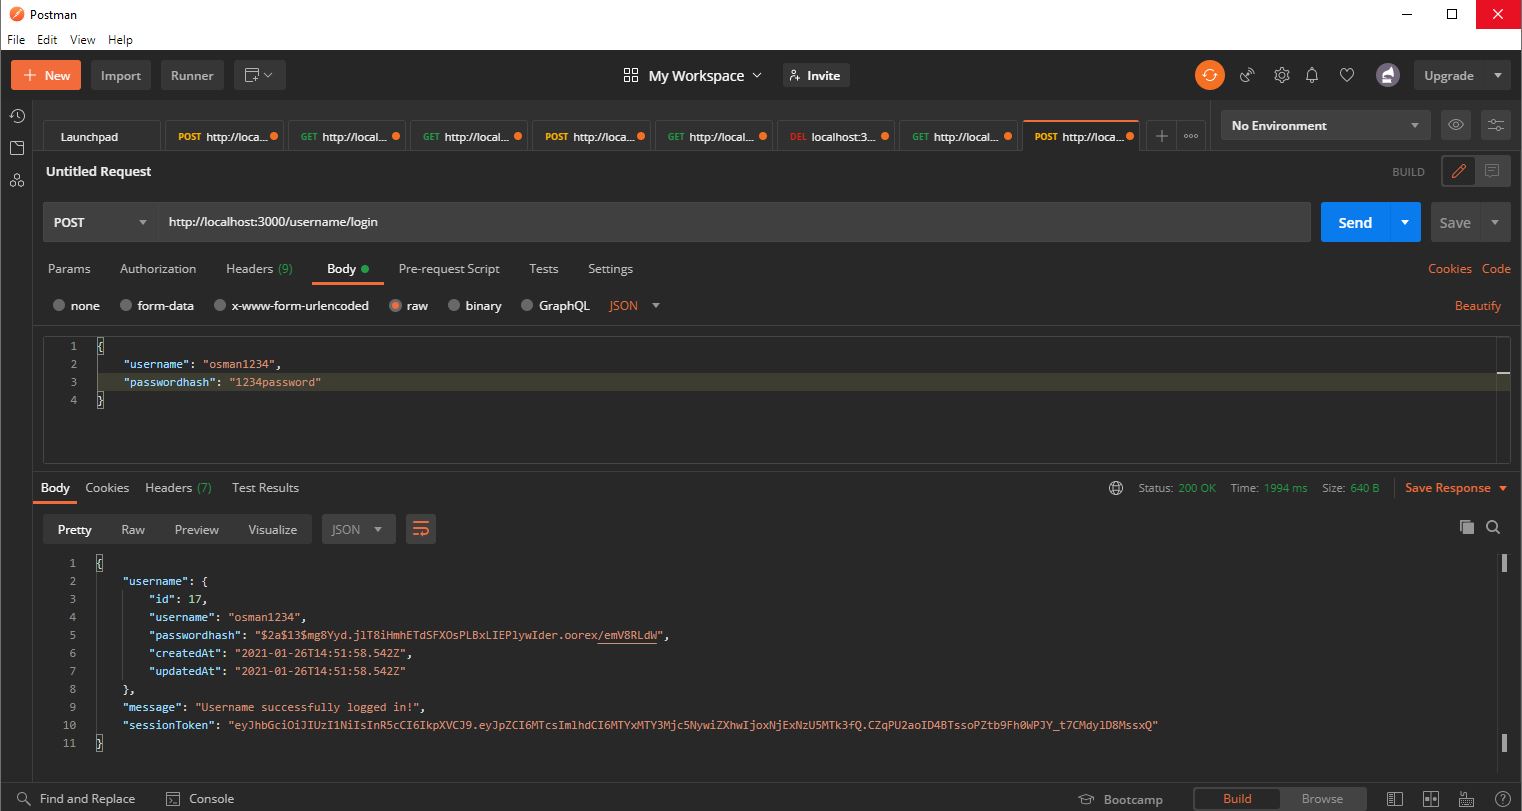 Postman
File Edit View Help
New Import Runner My Workspace Invite Upgrade
Launchpad POST http://loca... GET http://local... GET http://local... POST http://loca... GET http://local... DEL localhost:3... GET http://local... POST http://loca... No Environment
Untitled Request BUILD
POST http://localhost:3000/username/login Send Save
Params Authorization Headers (9) Body Pre-request Script Tests Settings Cookies Code
none form-data x-www-form-urlencoded raw binary GraphQL JSON Beautify
1 {
2 "username": "osman1234",
3 "passwordhash": "1234password"
4 }
Body Cookies Headers (7) Test Results Status: 200 OK Time: 1994 ms Size: 640 B Save Response
Pretty Raw Preview Visualize JSON
1 {
2 "username": {
3 "id": 17,
4 "username": "osman1234",
5 "passwordhash": "$2a$13$mg8Yyd.jlT8iHmhETdSFXOsPLBxLIEPlywIder.oorex/emV8RLdW",
6 "createdAt": "2021-01-26T14:51:58.542Z",
7 "updatedAt": "2021-01-26T14:51:58.542Z"
8 },
9 "message": "Username successfully logged in!",
10 "sessionToken": "eyJhbGciOiJIUzI1NiIsInR5cCI6IkpXVCJ9.eyJpZCI6MTcsImlhdCI6MTYxMTY3Mjc5NywiZXhwIjoxNjExNzU5MTk3fQ.CZqPU2aoID4BTssoPZtb9Fh0WPJY_t7CMdylD8MssxQ"
11 }
Find and Replace Console Bootcamp Build Browse